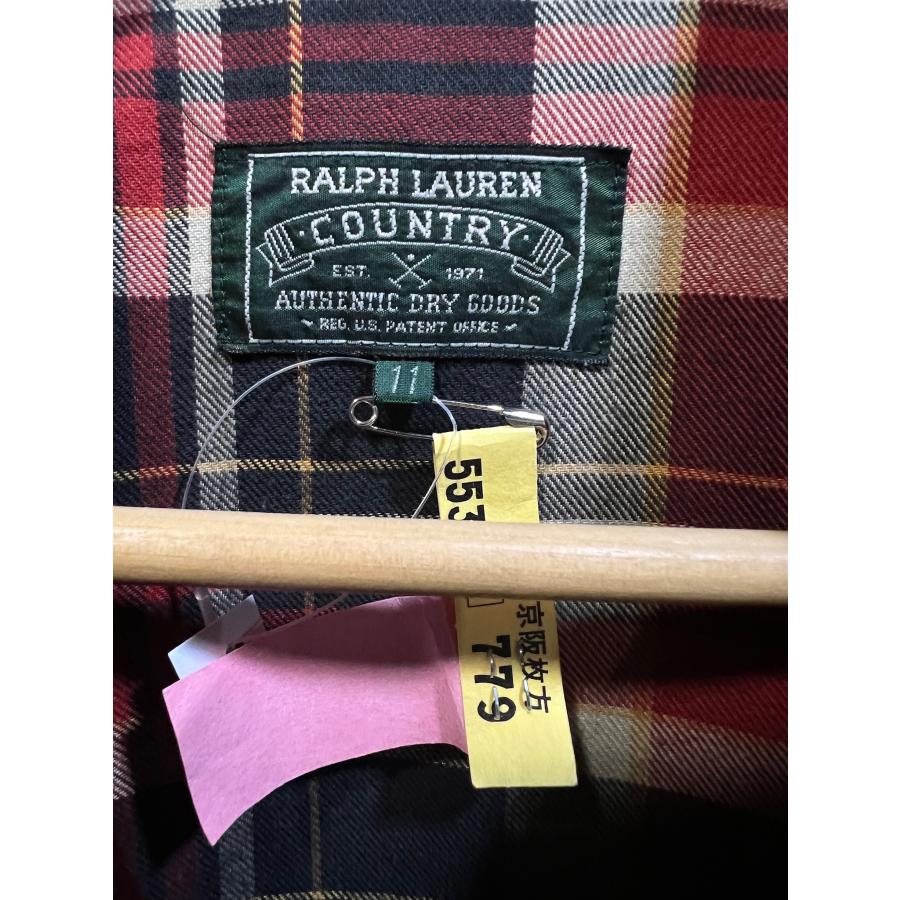 RALPH LAUREN
·COUNTRY·
EST. 1971
AUTHENTIC DRY GOODS
~ REG. U.S. PATENT OFFICE ~
11
553
京阪枚方
779